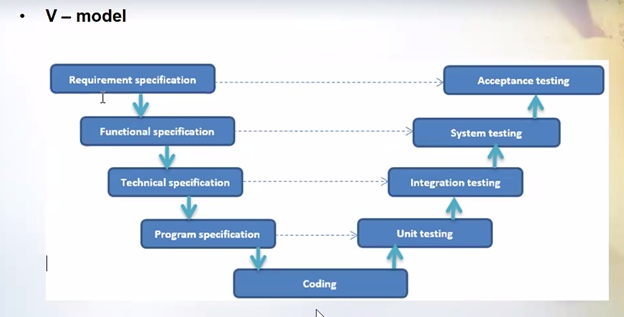 • V – model
Requirement specification
Acceptance testing
Functional specification
System testing
Technical specification
Integration testing
Program specification
Unit testing
Coding